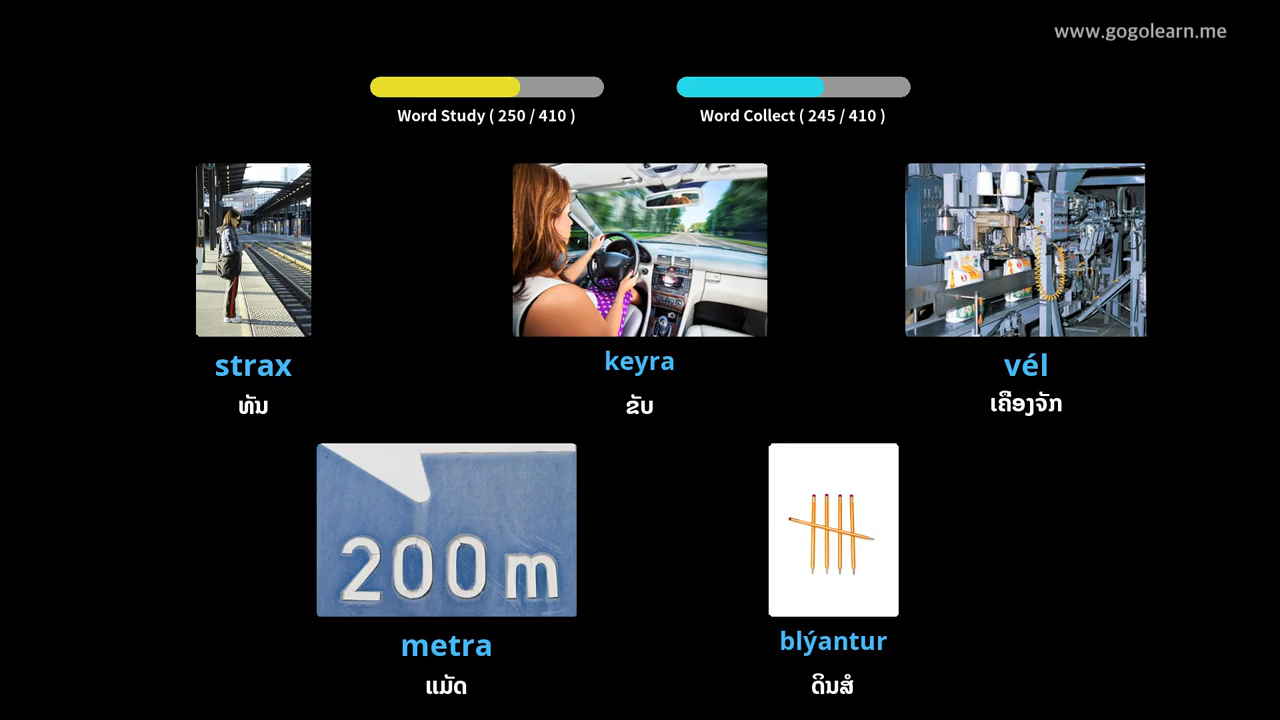 www.gogolearn.me
Word Study ( 250 / 410 )
Word Collect ( 245 / 410 )
strax
ທັນ
keyra
ຂັບ
vél
ເຄື່ອງຈັກ
200 m
metra
ແມັດ
blýantur
ດິນສໍ